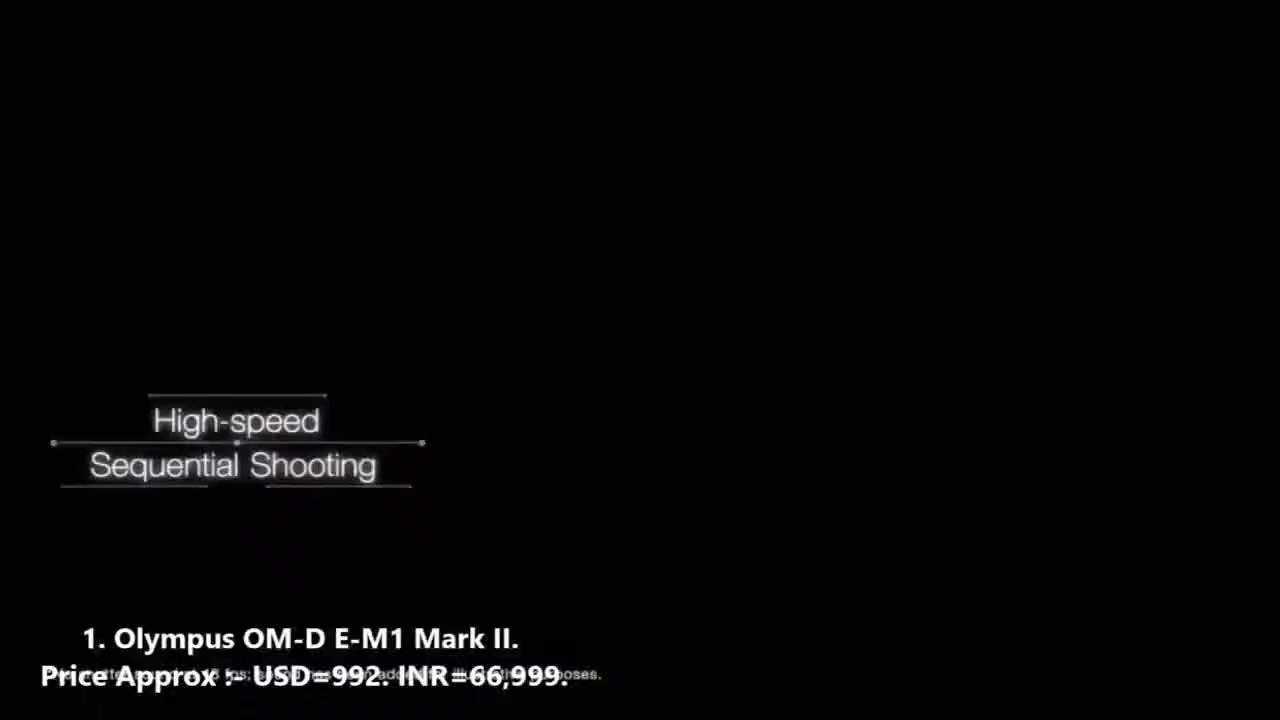 High-speed
Sequential Shooting
1. Olympus OM-D E-M1 Mark II.
Price Approx :- USD=992. INR=66,999.